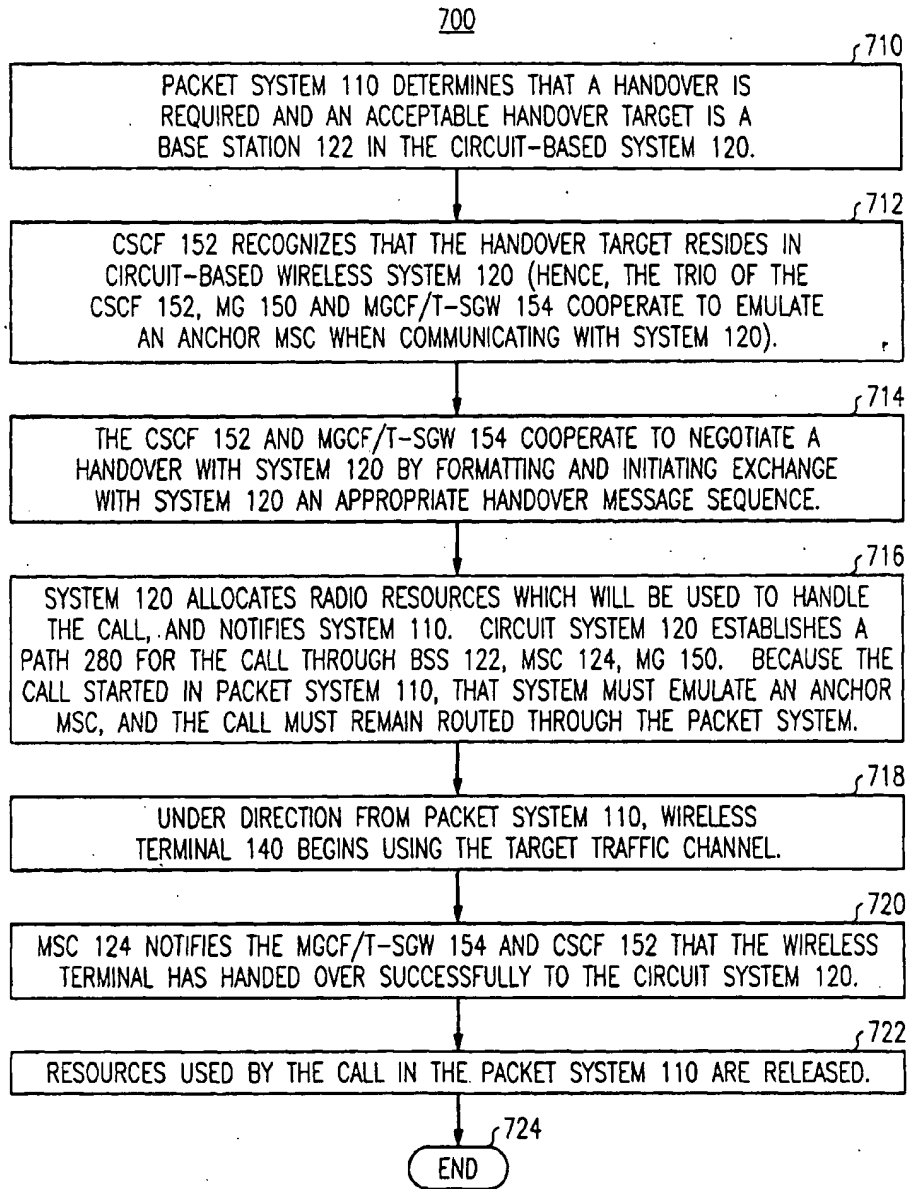 700
710
PACKET SYSTEM 110 DETERMINES THAT A HANDOVER IS
REQUIRED AND AN ACCEPTABLE HANDOVER TARGET IS A
BASE STATION 122 IN THE CIRCUIT-BASED SYSTEM 120.
712
CSCF 152 RECOGNIZES THAT THE HANDOVER TARGET RESIDES IN
CIRCUIT-BASED WIRELESS SYSTEM 120 (HENCE, THE TRIO OF THE
CSCF 152, MG 150 AND MGCF/T-SGW 154 COOPERATE TO EMULATE
AN ANCHOR MSC WHEN COMMUNICATING WITH SYSTEM 120).
714
THE CSCF 152 AND MGCF/T-SGW 154 COOPERATE TO NEGOTIATE A
HANDOVER WITH SYSTEM 120 BY FORMATTING AND INITIATING EXCHANGE
WITH SYSTEM 120 AN APPROPRIATE HANDOVER MESSAGE SEQUENCE.
716
SYSTEM 120 ALLOCATES RADIO RESOURCES WHICH WILL BE USED TO HANDLE
THE CALL, AND NOTIFIES SYSTEM 110. CIRCUIT SYSTEM 120 ESTABLISHES A
PATH 280 FOR THE CALL THROUGH BSS 122, MSC 124, MG 150. BECAUSE THE
CALL STARTED IN PACKET SYSTEM 110, THAT SYSTEM MUST EMULATE AN ANCHOR
MSC, AND THE CALL MUST REMAIN ROUTED THROUGH THE PACKET SYSTEM.
718
UNDER DIRECTION FROM PACKET SYSTEM 110, WIRELESS
TERMINAL 140 BEGINS USING THE TARGET TRAFFIC CHANNEL.
720
MSC 124 NOTIFIES THE MGCF/T-SGW 154 AND CSCF 152 THAT THE WIRELESS
TERMINAL HAS HANDED OVER SUCCESSFULLY TO THE CIRCUIT SYSTEM 120.
722
RESOURCES USED BY THE CALL IN THE PACKET SYSTEM 110 ARE RELEASED.
724
END